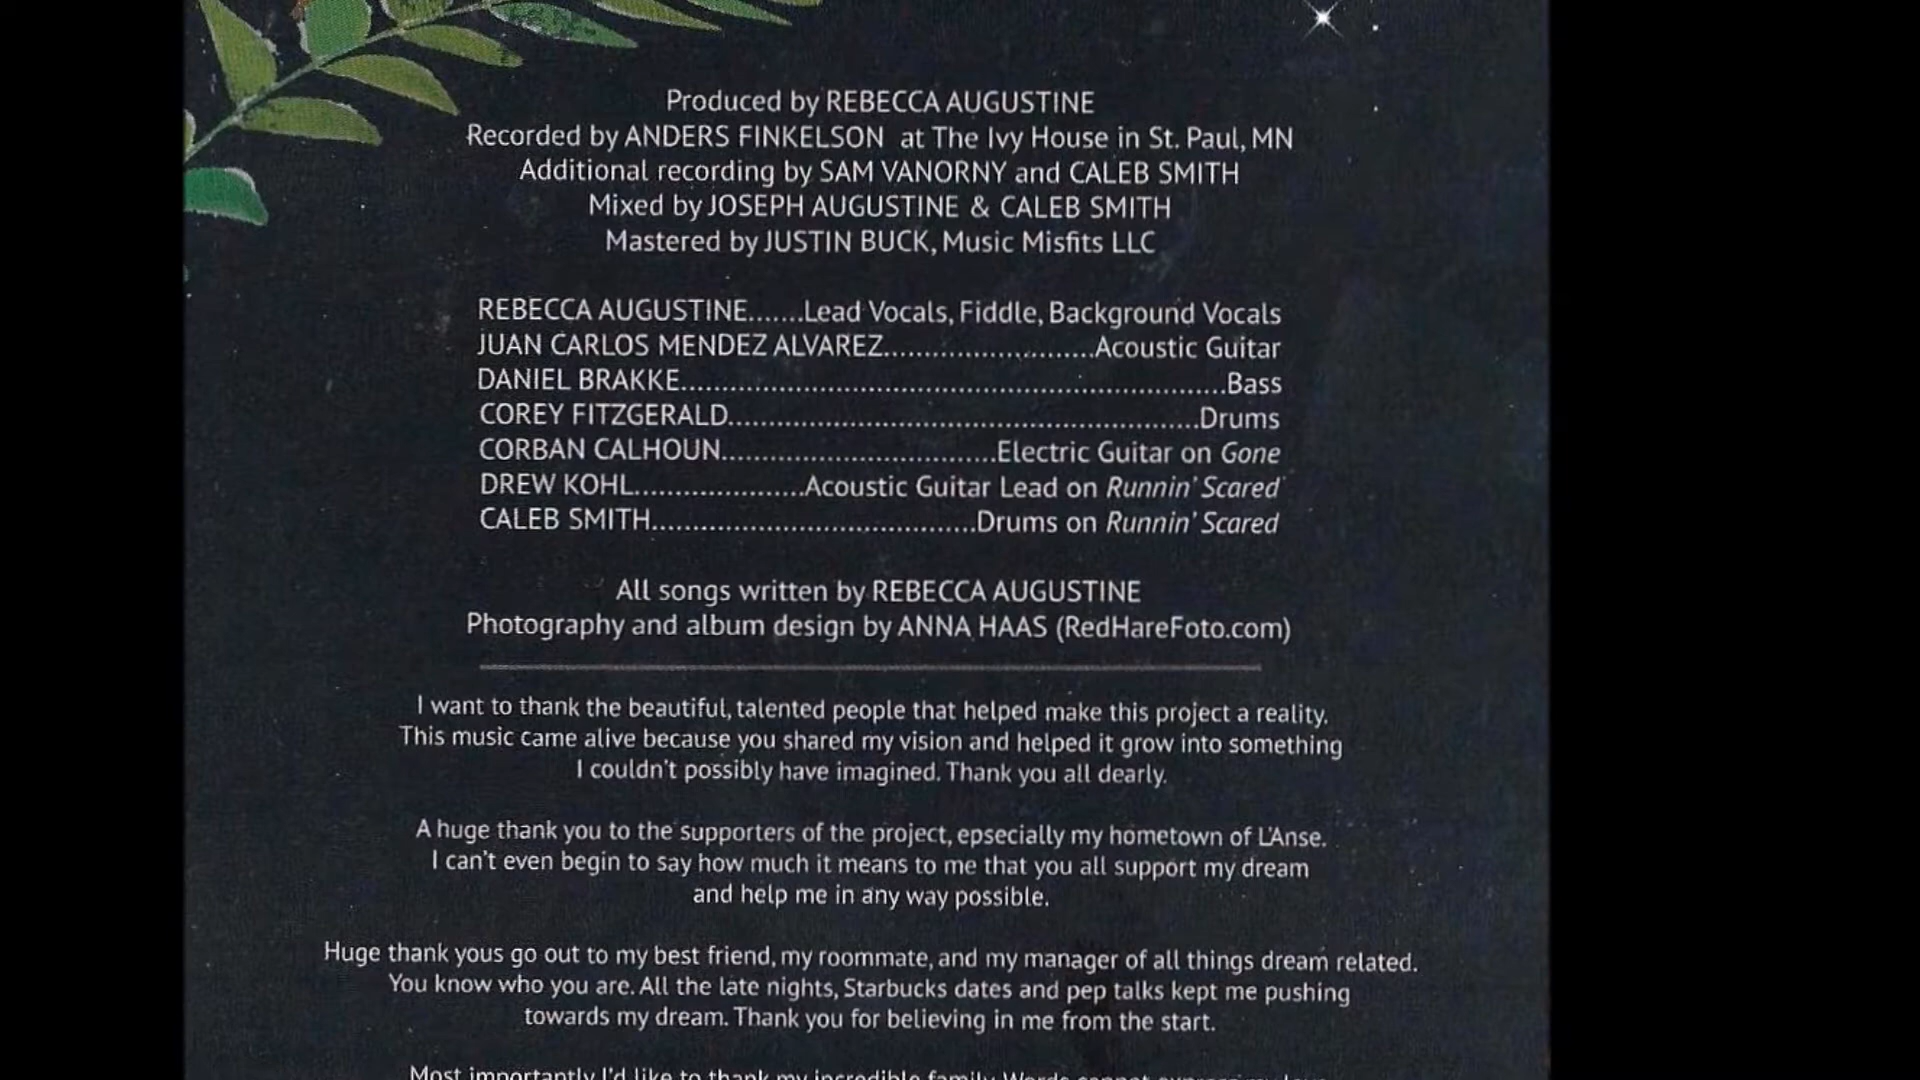 Produced by REBECCA AUGUSTINE
Recorded by ANDERS FINKELSON at The Ivy House in St. Paul, MN
Additional recording by SAM VANORNY and CALEB SMITH
Mixed by JOSEPH AUGUSTINE & CALEB SMITH
Mastered by JUSTIN BUCK, Music Misfits LLC
REBECCA AUGUSTINE.......Lead Vocals, Fiddle, Background Vocals
JUAN CARLOS MENDEZ ALVAREZ..........................Acoustic Guitar
DANIEL BRAKKE...................................................................Bass
COREY FITZGERALD..........................................................Drums
CORBAN CALHOUN..................................Electric Guitar on Gone
DREW KOHL.....................Acoustic Guitar Lead on Runnin' Scared
CALEB SMITH........................................Drums on Runnin' Scared
All songs written by REBECCA AUGUSTINE
Photography and album design by ANNA HAAS (RedHareFoto.com)
I want to thank the beautiful, talented people that helped make this project a reality.
This music came alive because you shared my vision and helped it grow into something
I couldn't possibly have imagined. Thank you all dearly.
A huge thank you to the supporters of the project, epsecially my hometown of L'Anse.
I can't even begin to say how much it means to me that you all support my dream
and help me in any way possible.
Huge thank yous go out to my best friend, my roommate, and my manager of all things dream related.
You know who you are. All the late nights, Starbucks dates and pep talks kept me pushing
towards my dream. Thank you for believing in me from the start.
Most importantly I'd like to thank my incredible family. Words cannot express my love